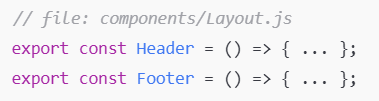 // file: components/Layout.js
export const Header = () => { ... };
export const Footer = () => { ... };